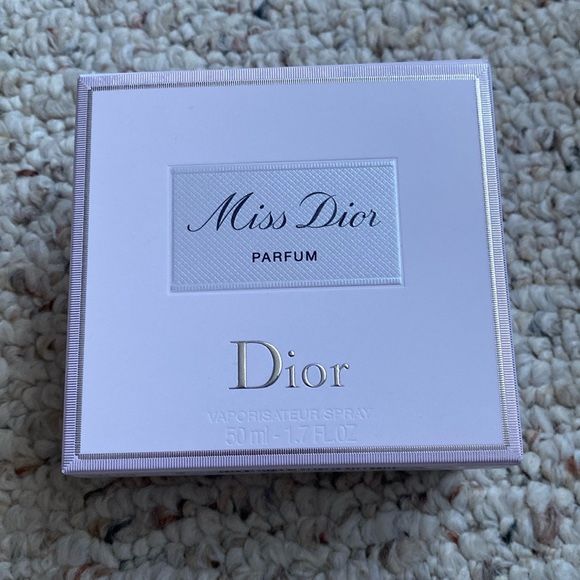 Miss Dior
PARFUM
Dior
VAPORISATEUR SPRAY
50 ml - 1.7 FL.OZ